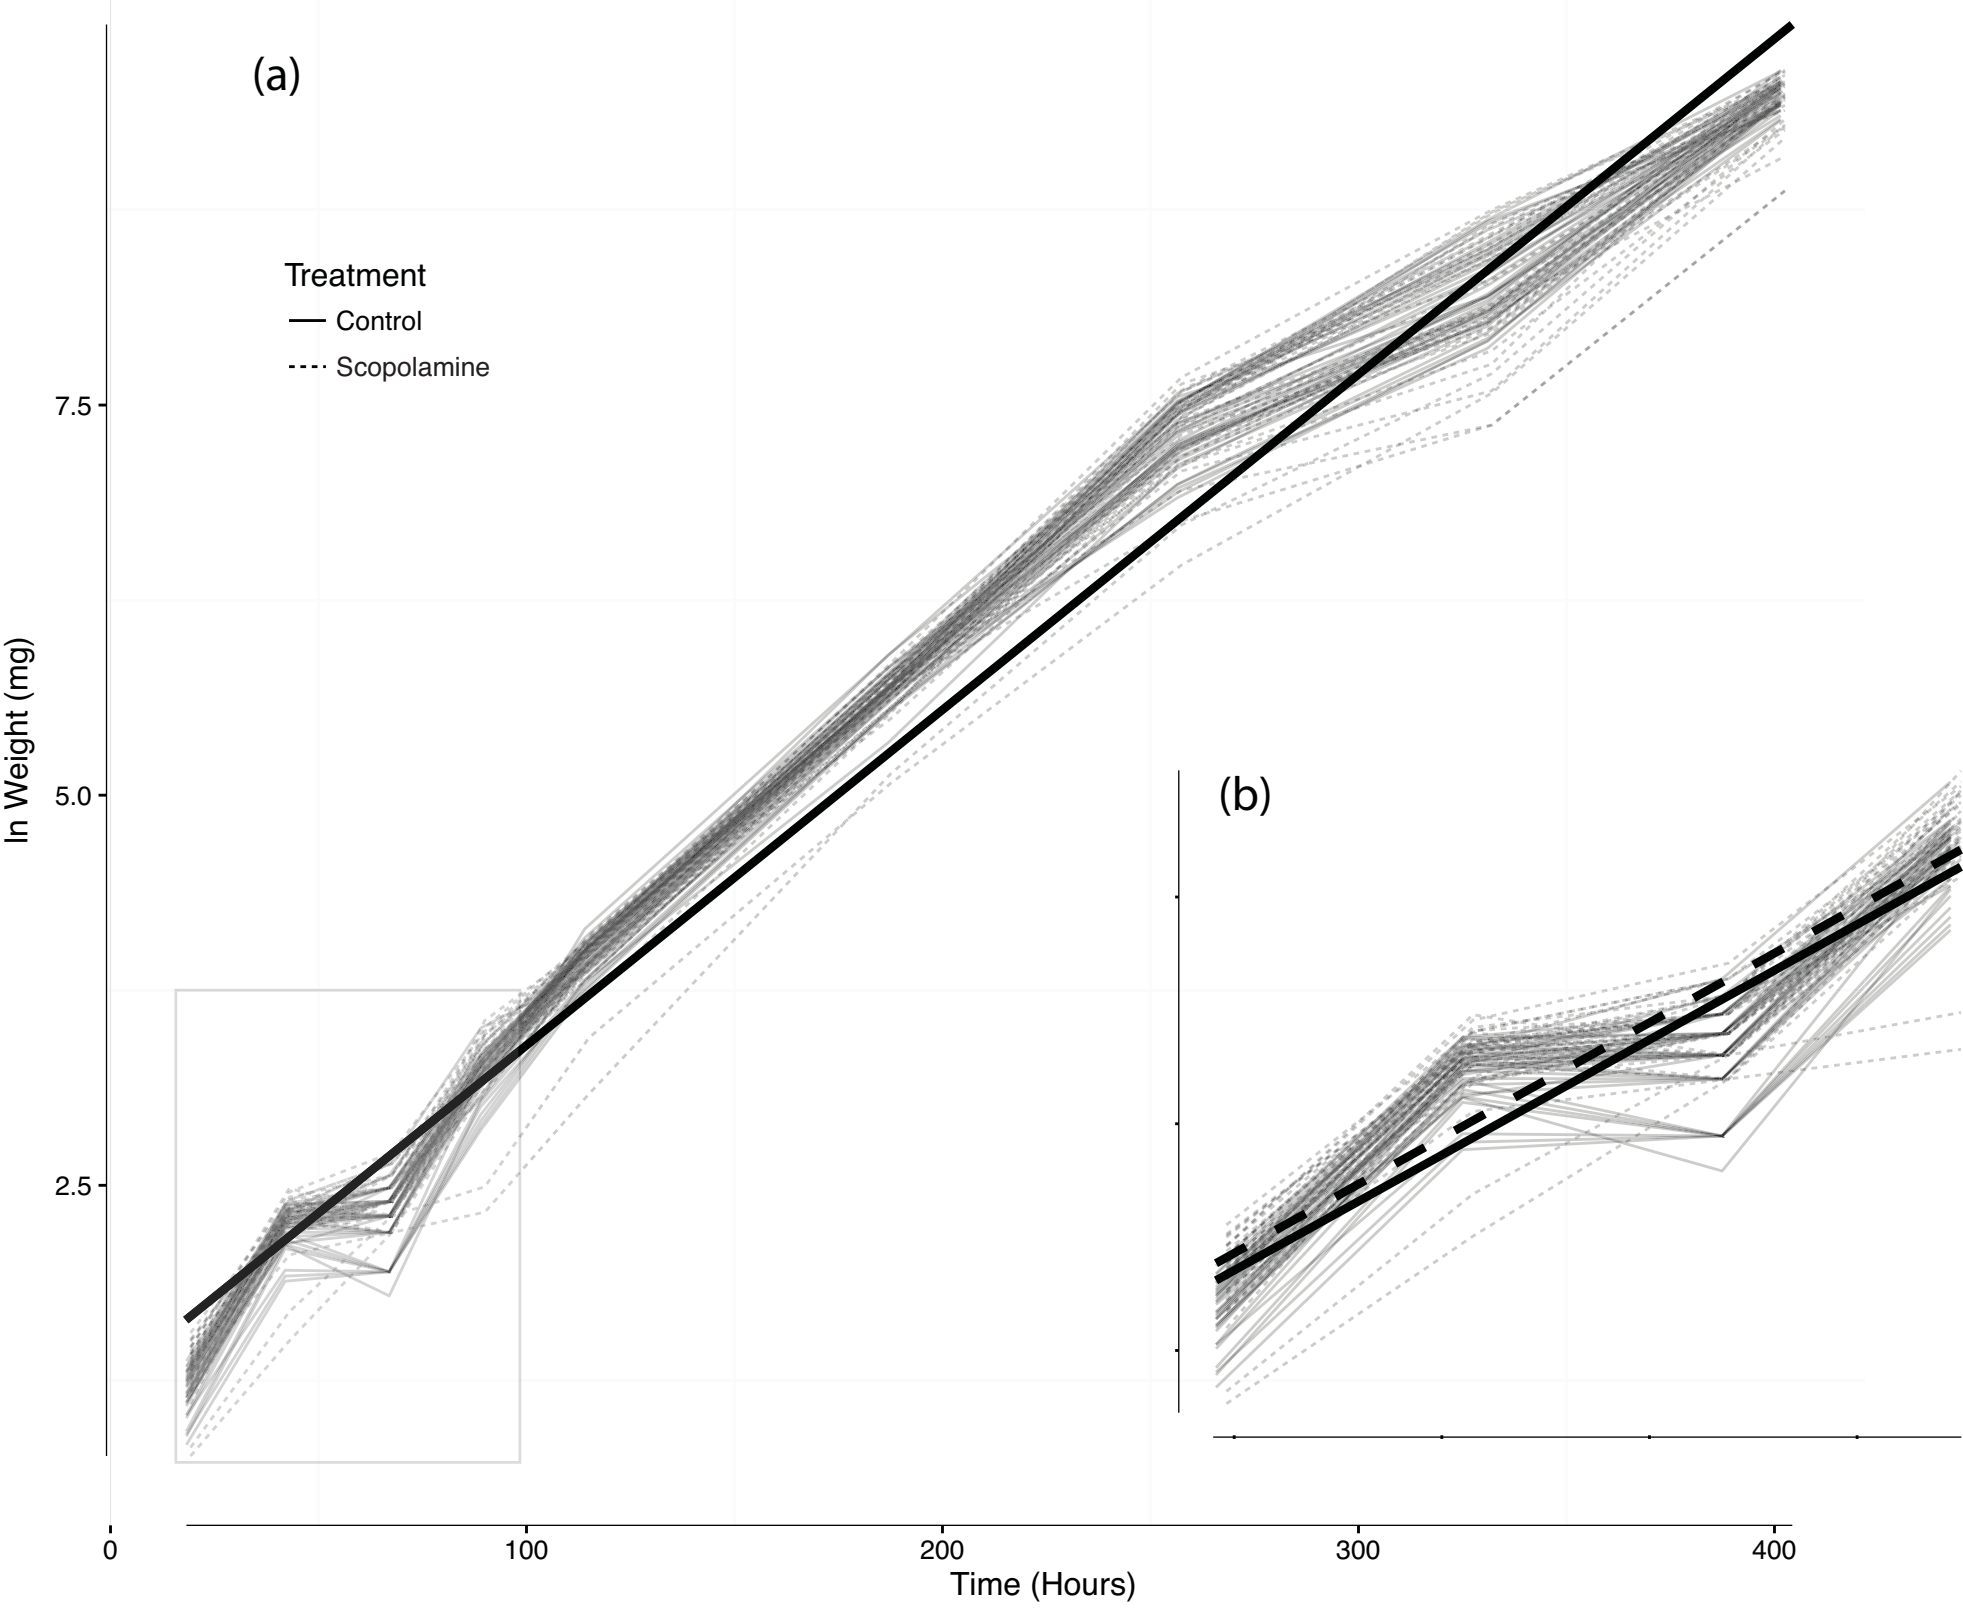 (a)
Treatment
Control
Scopolamine
7.5
5.0
2.5
ln Weight (mg)
(b)
0 100 200 300 400
Time (Hours)